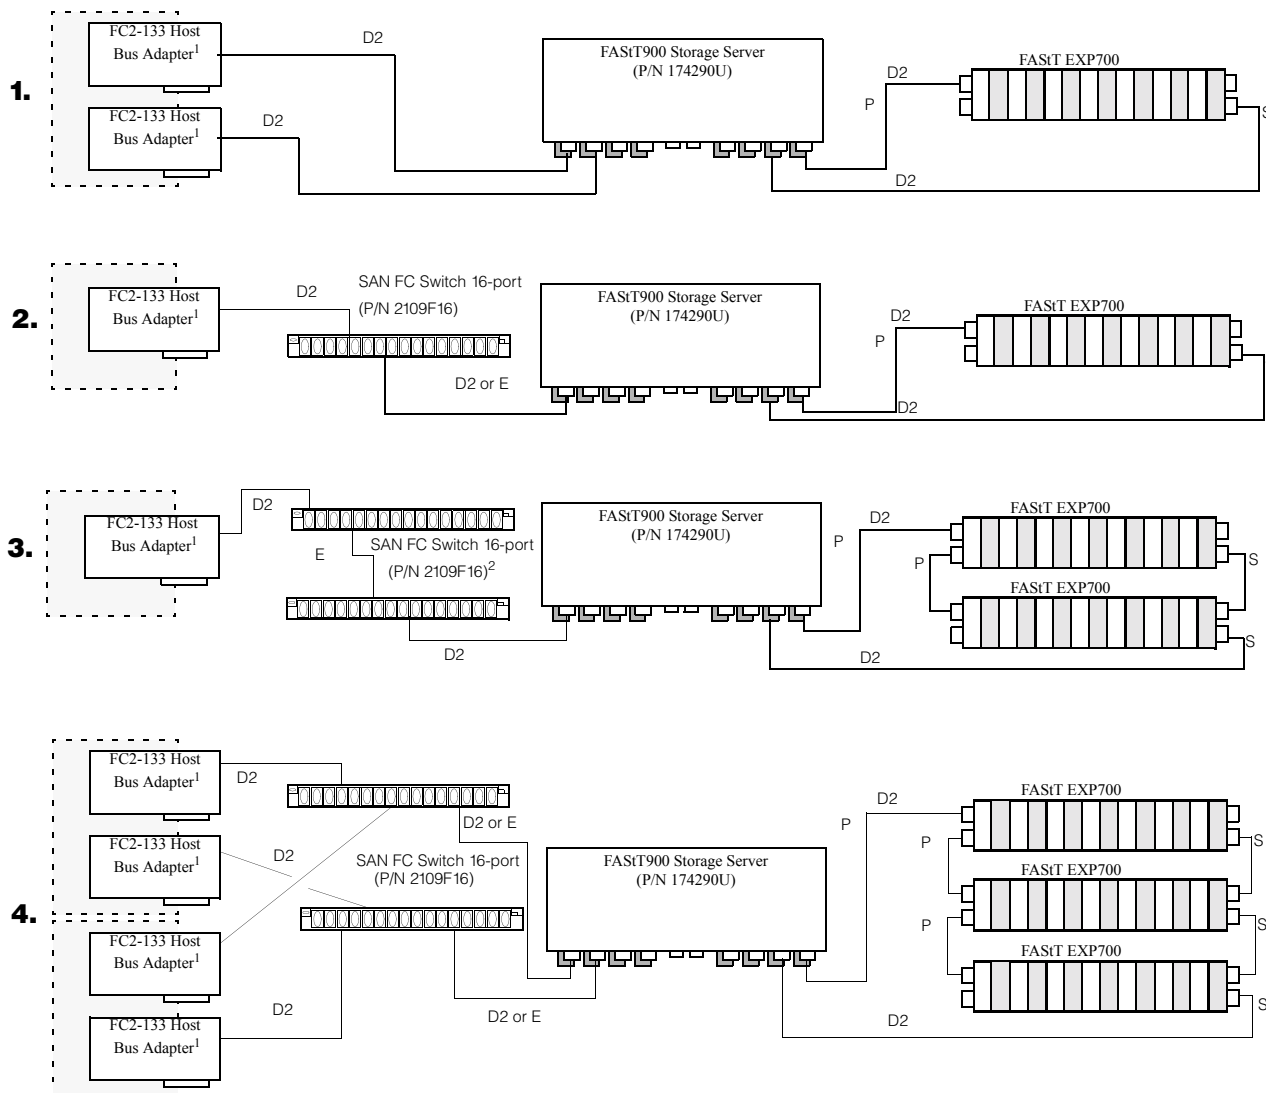 1.
FC2-133 Host
Bus Adapter1
FC2-133 Host
Bus Adapter1
D2
D2
FAStT900 Storage Server
(P/N 174290U)
D2
P
D2
FAStT EXP700
S
2.
FC2-133 Host
Bus Adapter1
D2
SAN FC Switch 16-port
(P/N 2109F16)
D2 or E
FAStT900 Storage Server
(P/N 174290U)
D2
P
D2
FAStT EXP700
3.
FC2-133 Host
Bus Adapter1
D2
E
SAN FC Switch 16-port
(P/N 2109F16)2
D2
FAStT900 Storage Server
(P/N 174290U)
D2
P
D2
FAStT EXP700
P
S
FAStT EXP700
S
4.
FC2-133 Host
Bus Adapter1
D2
FC2-133 Host
Bus Adapter1
D2
FC2-133 Host
Bus Adapter1
FC2-133 Host
Bus Adapter1
D2
D2 or E
SAN FC Switch 16-port
(P/N 2109F16)
D2 or E
FAStT900 Storage Server
(P/N 174290U)
D2
P
D2
FAStT EXP700
P
S
FAStT EXP700
P
S
FAStT EXP700
S